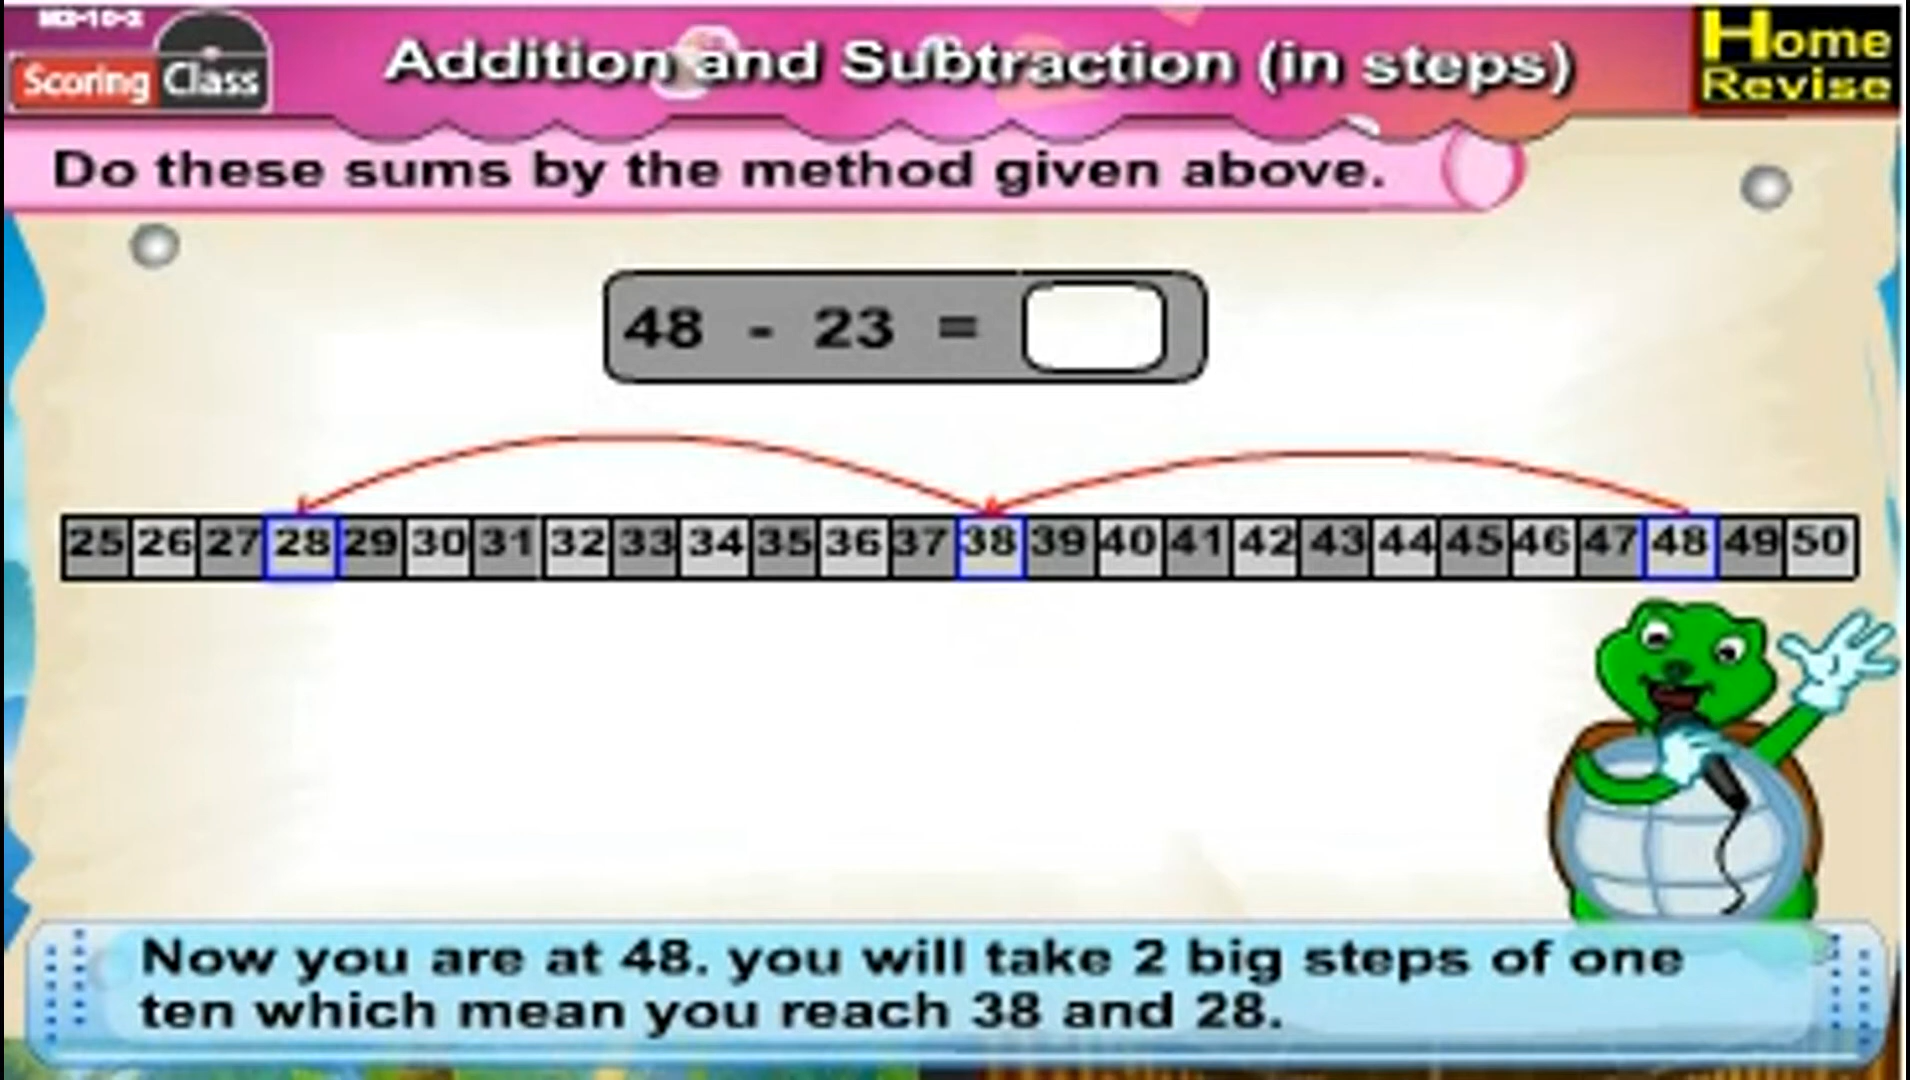 M2-10-2
Scoring Class
Addition and Subtraction (in steps)
Home
Revise
Do these sums by the method given above.
48 - 23 =
25 26 27 28 29 30 31 32 33 34 35 36 37 38 39 40 41 42 43 44 45 46 47 48 49 50
Now you are at 48. you will take 2 big steps of one
ten which mean you reach 38 and 28.